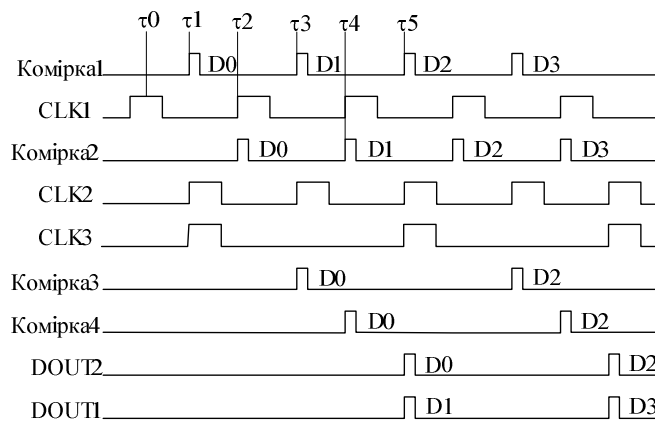 τ0 τ1 τ2 τ3 τ4 τ5
Комірка1 D0 D1 D2 D3
CLK1
Комірка2 D0 D1 D2 D3
CLK2
CLK3
Комірка3 D0 D2
Комірка4 D0 D2
DOUT2 D0 D2
DOUT1 D1 D3